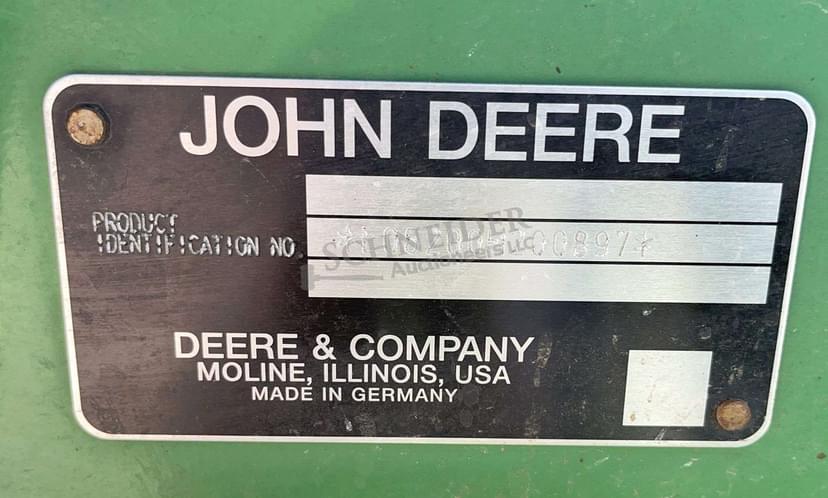 JOHN DEERE
PRODUCT
IDENTIFICATION NO.
SCHNEIDER
Auctioneers LLC
DEERE & COMPANY
MOLINE, ILLINOIS, USA
MADE IN GERMANY